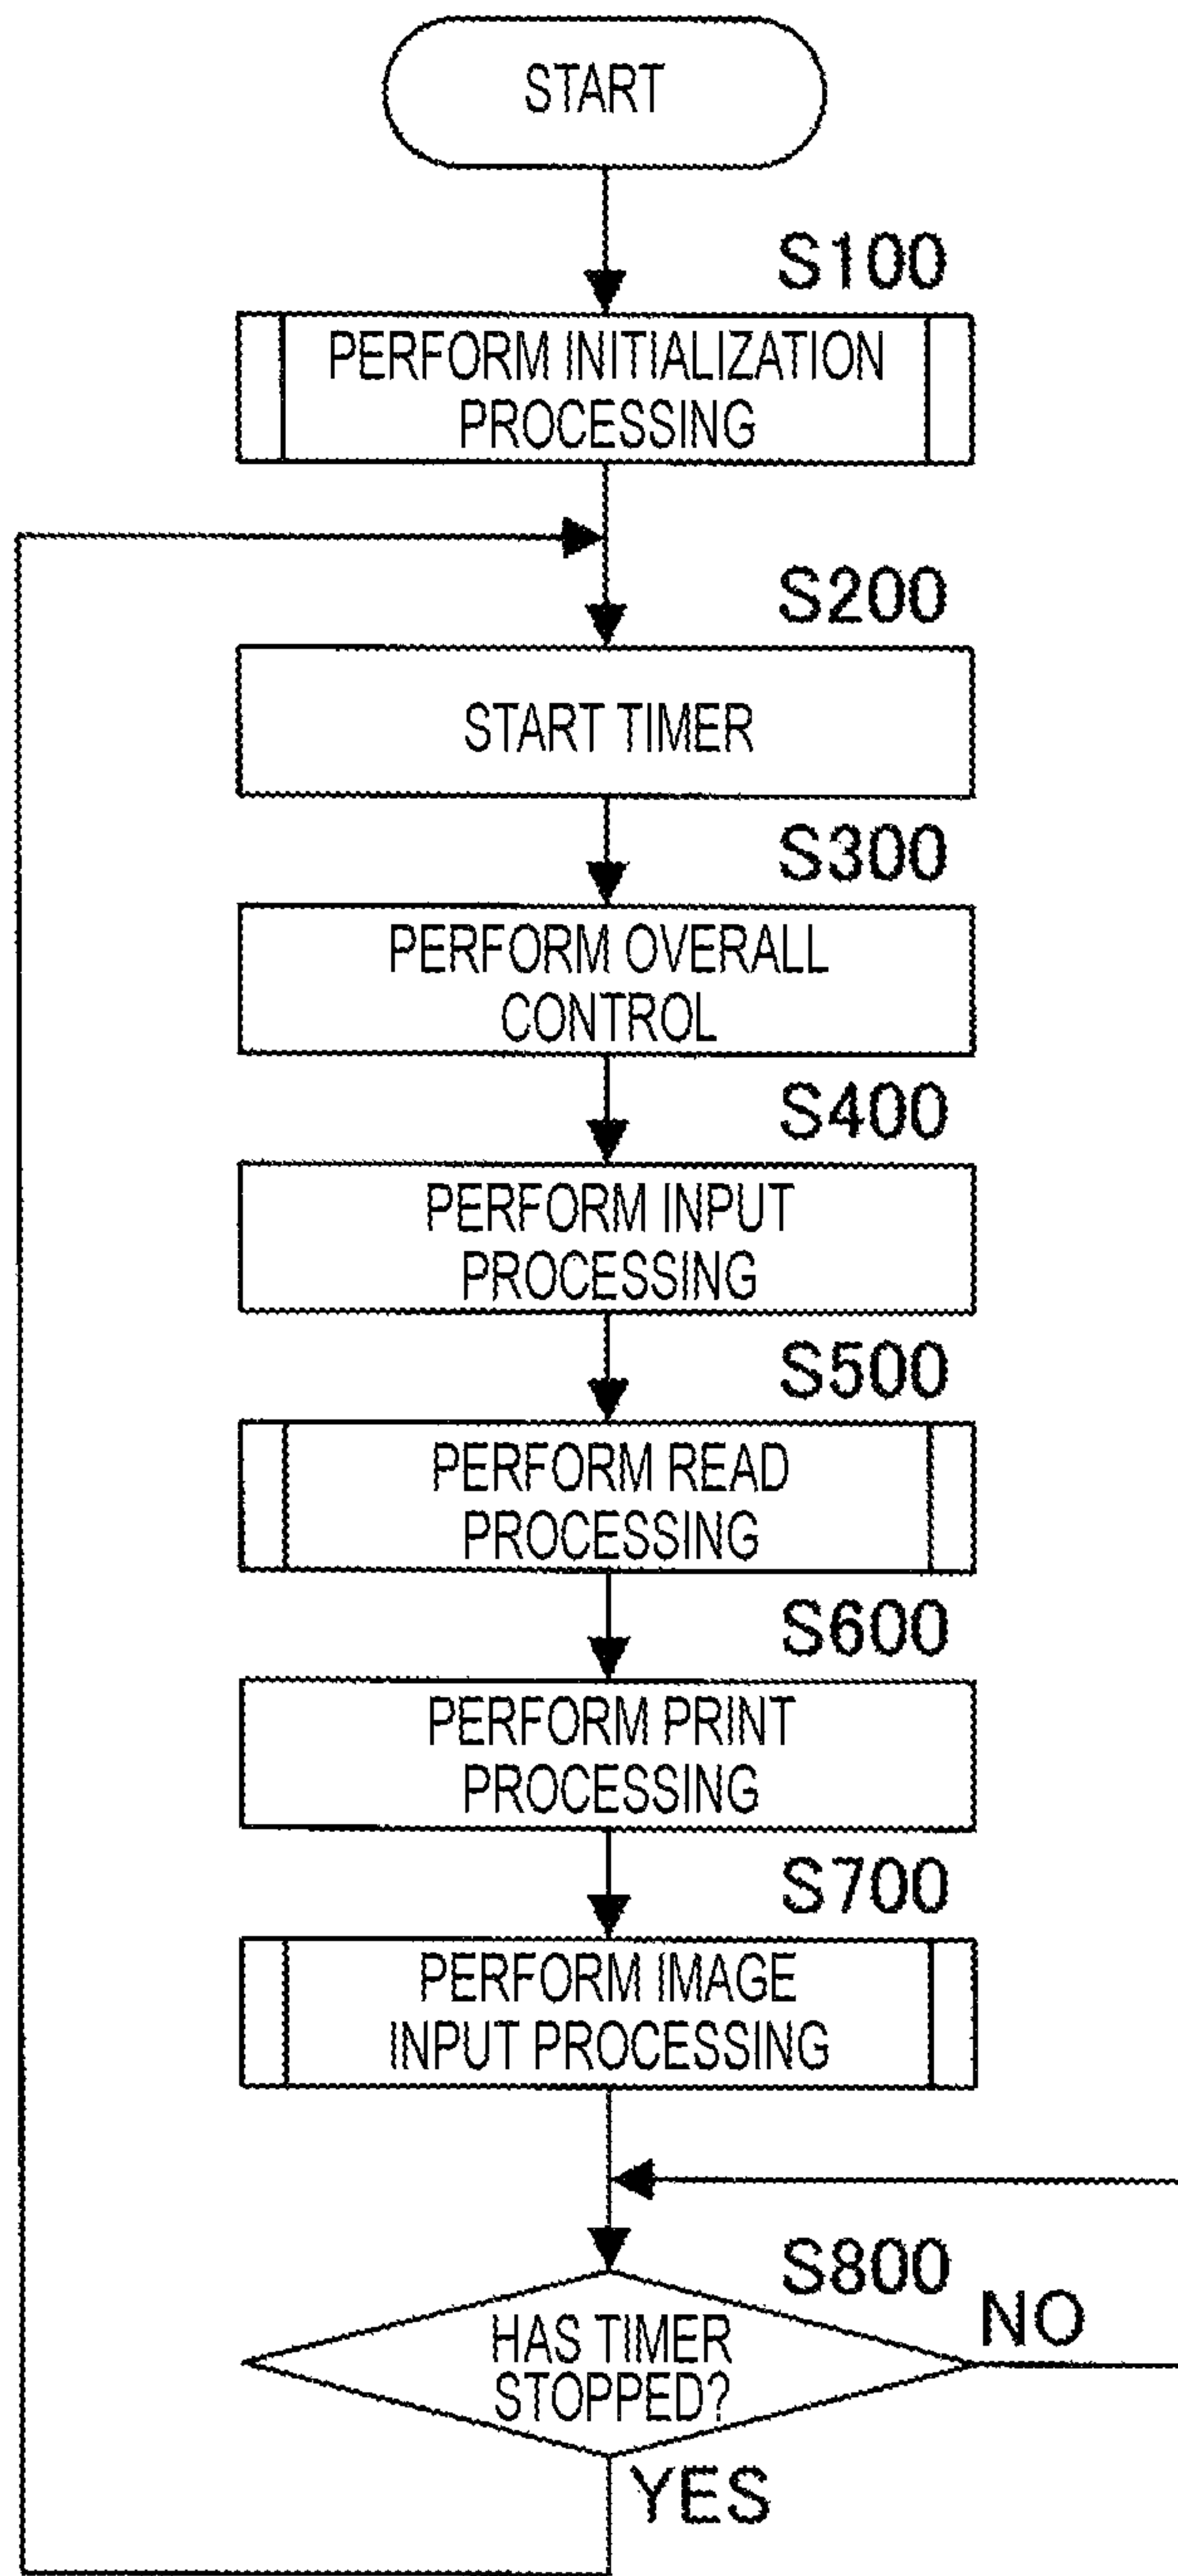 START
S100
PERFORM INITIALIZATION
PROCESSING
S200
START TIMER
S300
PERFORM OVERALL
CONTROL
S400
PERFORM INPUT
PROCESSING
S500
PERFORM READ
PROCESSING
S600
PERFORM PRINT
PROCESSING
S700
PERFORM IMAGE
INPUT PROCESSING
S800
HAS TIMER
STOPPED?
NO
YES